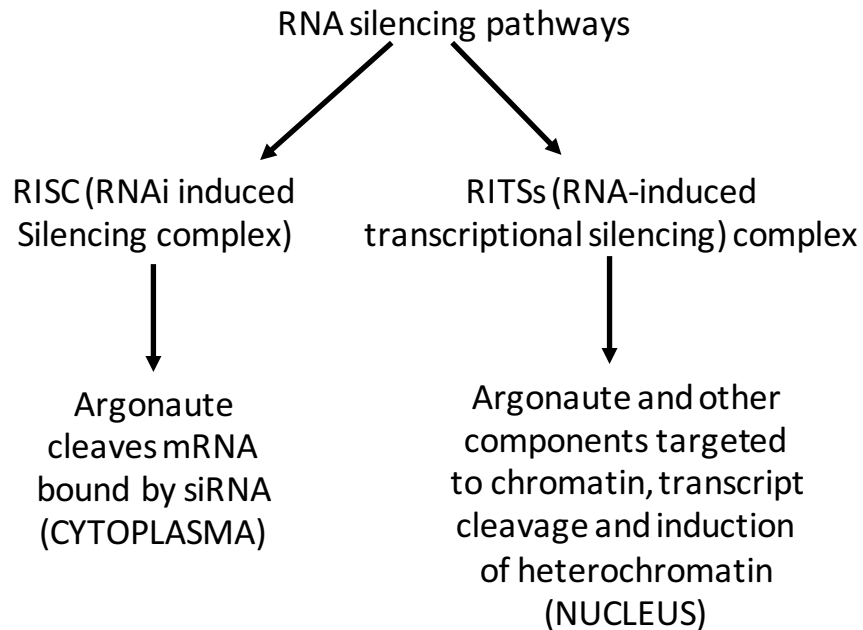 RNA silencing pathways
RISC (RNAi induced
Silencing complex)
RITSs (RNA-induced
transcriptional silencing) complex
Argonaute
cleaves mRNA
bound by siRNA
(CYTOPLASMA)
Argonaute and other
components targeted
to chromatin, transcript
cleavage and induction
of heterochromatin
(NUCLEUS)